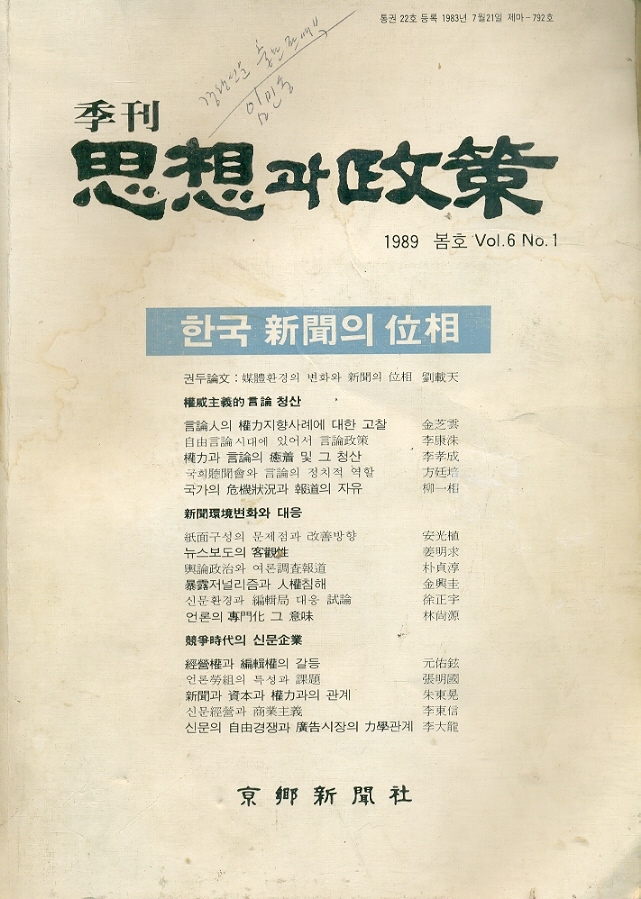 통권 22호 등록 1983년 7월21일 제마-792호
季刊
思想과政策
1989 봄호 Vol.6 No.1
한국 新聞의 位相
권두論文 : 媒體환경의 변화와 新聞의 位相 劉載天
權威主義的 言論 청산
言論人의 權力지향사례에 대한 고찰 金芝雲
自由言論시대에 있어서 言論政策 李康洙
權力과 言論의 癒着 및 그 청산 李孝成
국회聽聞會와 言論의 정치적 역할 方廷培
국가의 危機狀況과 報道의 자유 柳一相
新聞環境변화와 대응
紙面구성의 문제점과 改善방향 安光植
뉴스보도의 客觀性 姜明求
輿論政治와 여론調査報道 朴貞淳
暴露저널리즘과 人權침해 金興圭
신문환경과 編輯局 대응 試論 徐正宇
언론의 專門化 그 意味 林尙源
競爭時代의 신문企業
經營權과 編輯權의 갈등 元佑鉉
언론勞組의 특성과 課題 張明國
新聞과 資本과 權力과의 관계 朱東晃
신문經營과 商業主義 李東信
신문의 自由경쟁과 廣告시장의 力學관계 李大龍
京鄕新聞社